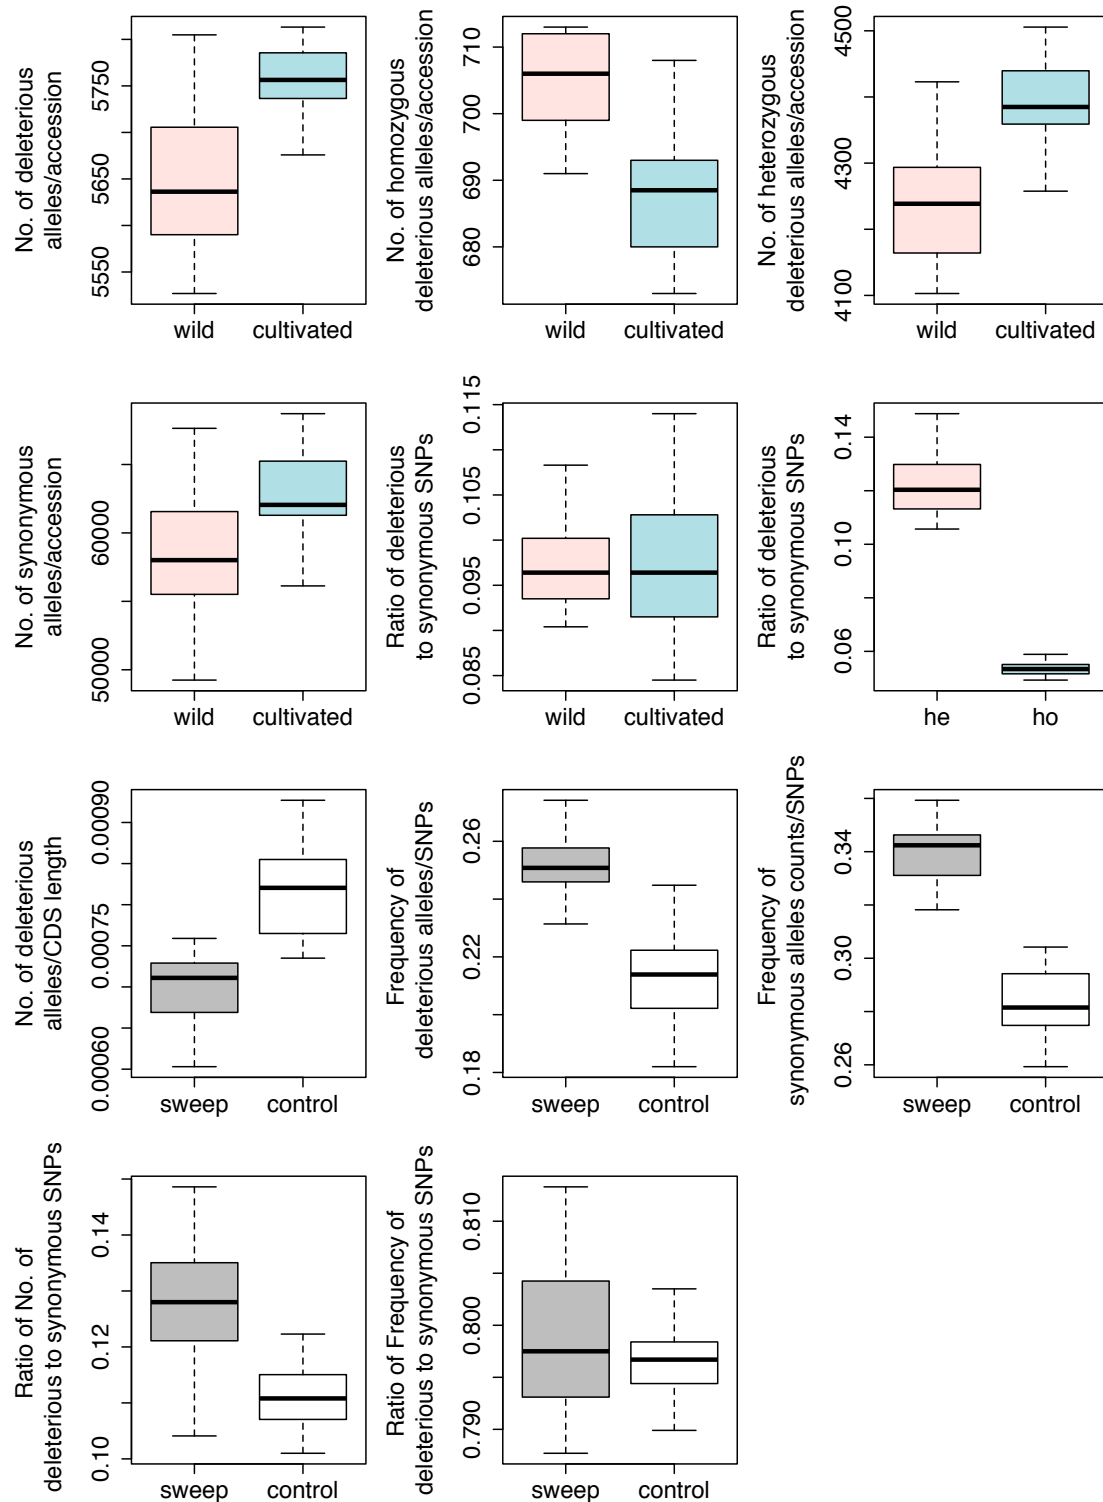 No. of deleterious
alleles/accession
5550
5650
5750
wild
cultivated
No. of homozygous
deleterious alleles/accession
680
690
700
710
wild
cultivated
No. of heterozygous
deleterious alleles/accession
4100
4300
4500
wild
cultivated
No. of synonymous
alleles/accession
50000
60000
wild
cultivated
Ratio of deleterious
to synonymous SNPs
0.085
0.095
0.105
0.115
wild
cultivated
Ratio of deleterious
to synonymous SNPs
0.06
0.10
0.14
he
ho
No. of deleterious
alleles/CDS length
0.00060
0.00075
0.00090
sweep
control
Frequency of
deleterious alleles/SNPs
0.18
0.22
0.26
sweep
control
Frequency of
synonymous alleles counts/SNPs
0.26
0.30
0.34
sweep
control
Ratio of No. of
deleterious to synonymous SNPs
0.10
0.12
0.14
sweep
control
Ratio of Frequency of
deleterious to synonymous SNPs
0.790
0.800
0.810
sweep
control